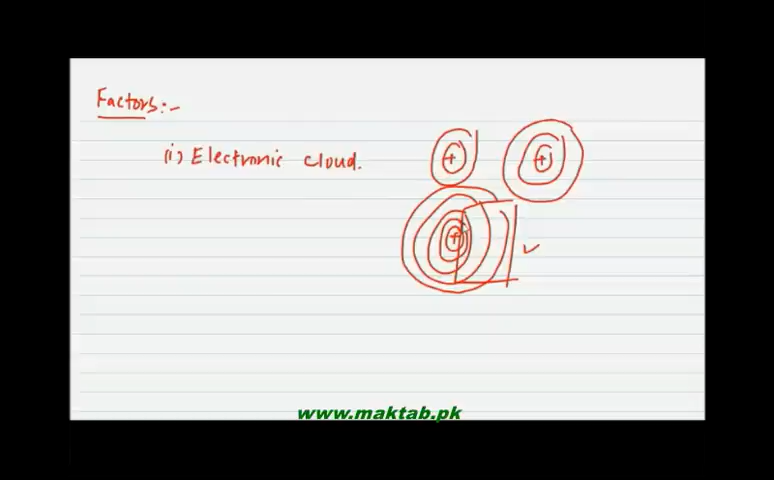 Factors:-
(i) Electronic cloud.
+
+
+
www.maktab.pk